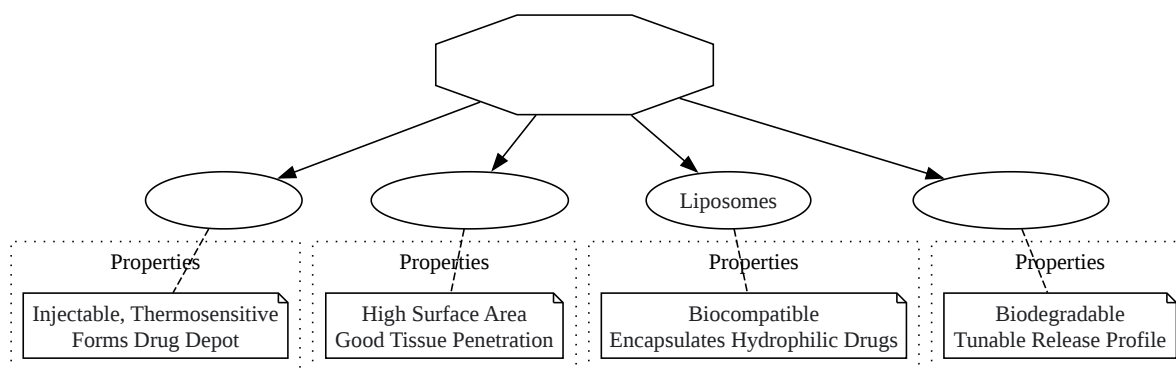 Liposomes
Properties
Properties
Properties
Properties
Injectable, Thermosensitive
Forms Drug Depot
High Surface Area
Good Tissue Penetration
Biocompatible
Encapsulates Hydrophilic Drugs
Biodegradable
Tunable Release Profile